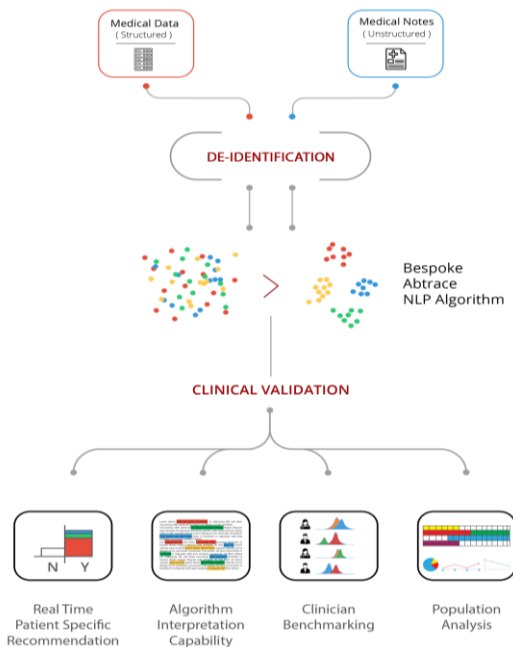 Medical Data
( Structured )
Medical Notes
( Unstructured )
DE-IDENTIFICATION
Bespoke
Abtrace
NLP Algorithm
CLINICAL VALIDATION
N Y
Real Time
Patient Specific
Recommendation
Algorithm
Interpretation
Capability
Clinician
Benchmarking
Population
Analysis